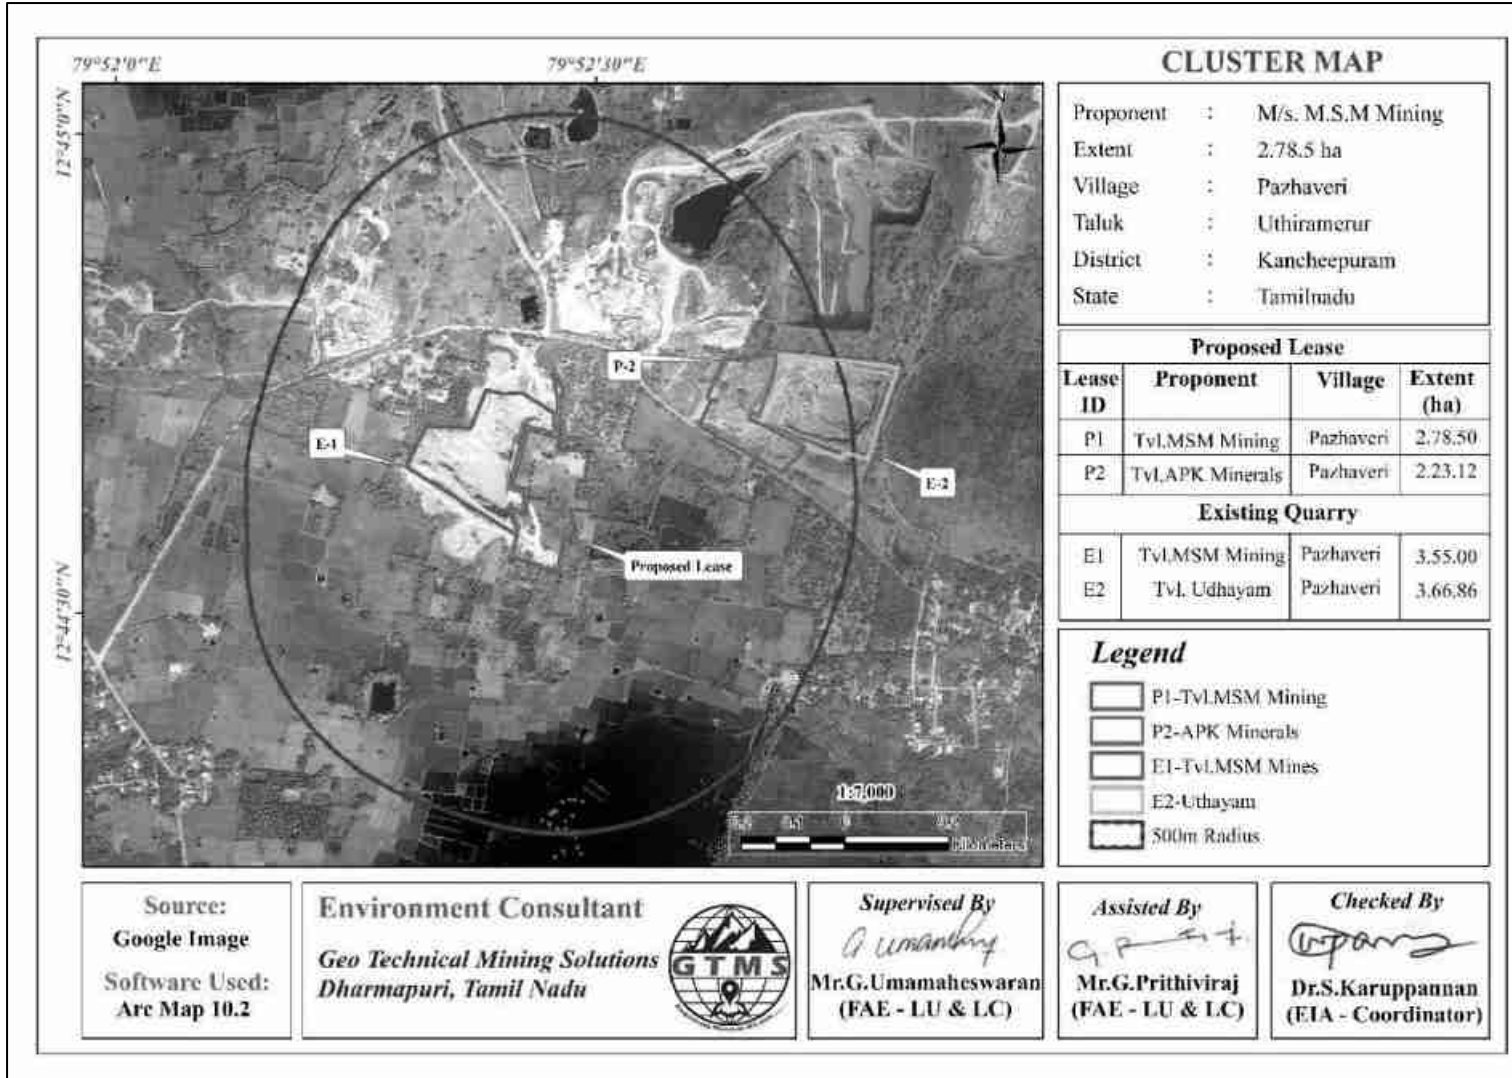 CLUSTER MAP
79°52'0"E
79°52'30"E
12°45'0"N
12°44'30"N
Proponent : M/s. M.S.M Mining
Extent : 2.78.5 ha
Village : Pazhaveri
Taluk : Uthiramerur
District : Kancheepuram
State : Tamilnadu
P-2
E-1
E-2
Proposed Lease
1:7,000
Kilometers
Proposed Lease
Lease ID Proponent Village Extent (ha)
P1 Tvl.MSM Mining Pazhaveri 2.78.50
P2 Tvl.APK Minerals Pazhaveri 2.23.12
Existing Quarry
E1 Tvl.MSM Mining Pazhaveri 3.55.00
E2 Tvl. Udhayam Pazhaveri 3.66.86
Legend
P1-Tvl.MSM Mining
P2-APK Minerals
E1-Tvl.MSM Mines
E2-Uthayam
500m Radius
Source:
Google Image
Software Used:
Arc Map 10.2
Environment Consultant
Geo Technical Mining Solutions
Dharmapuri, Tamil Nadu
GTMS
Supervised By
Mr.G.Umamaheswaran
(FAE - LU & LC)
Assisted By
Mr.G.Prithiviraj
(FAE - LU & LC)
Checked By
Dr.S.Karuppannan
(EIA - Coordinator)